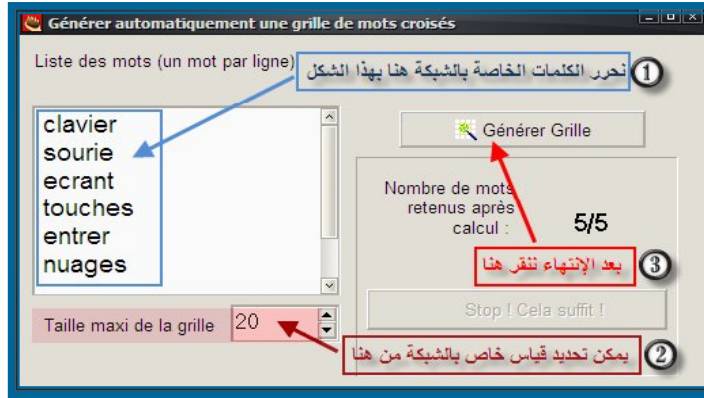 Générer automatiquement une grille de mots croisés
Liste des mots (un mot par ligne)
نحرر الكلمات الخاصة بالشبكة هنا بهذا الشكل
1
clavier
sourie
ecrant
touches
entrer
nuages
Générer Grille
Nombre de mots
retenus après
calcul :
5/5
بعد الإنتهاء ننقر هنا
3
Taille maxi de la grille
20
Stop ! Cela suffit !
يمكن تحديد قياس خاص بالشبكة من هنا
2